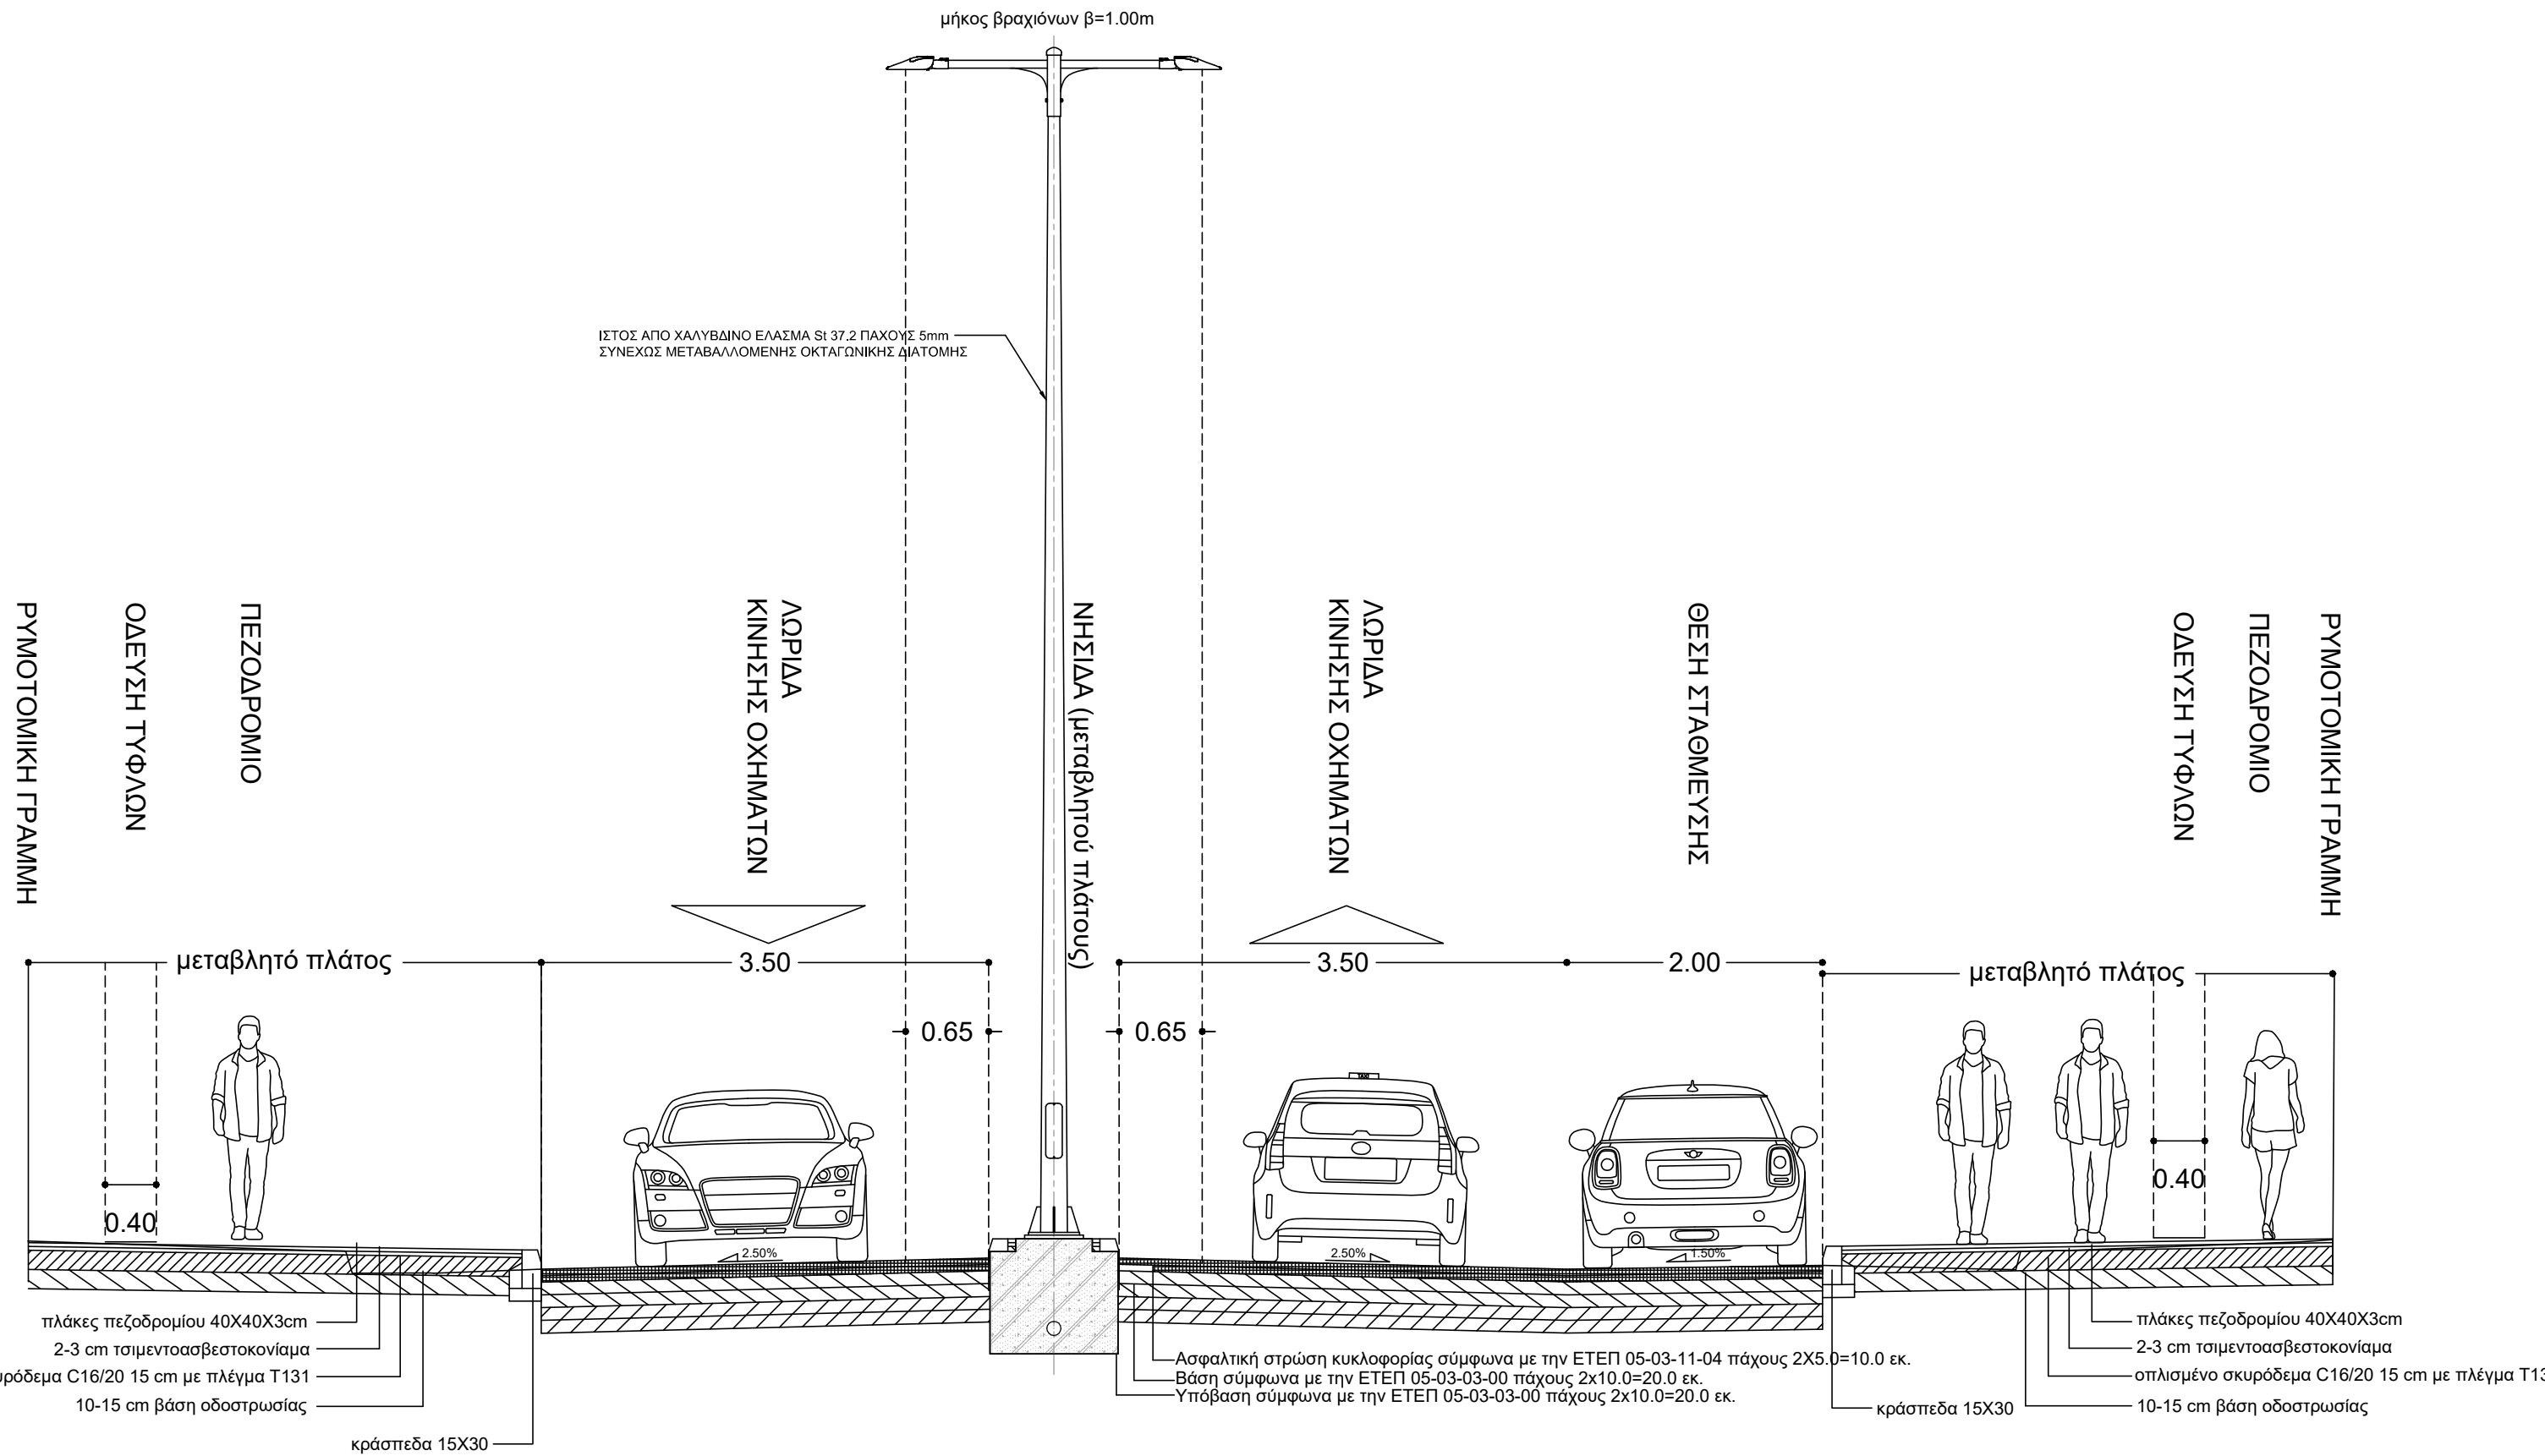 μήκος βραχιόνων β=1.00m
ΙΣΤΟΣ ΑΠΟ ΧΑΛΥΒΔΙΝΟ ΕΛΑΣΜΑ St 37.2 ΠΑΧΟΥΣ 5mm
ΣΥΝΕΧΩΣ ΜΕΤΑΒΑΛΛΟΜΕΝΗΣ ΟΚΤΑΓΩΝΙΚΗΣ ΔΙΑΤΟΜΗΣ
ΡΥΜΟΤΟΜΙΚΗ ΓΡΑΜΜΗ
ΟΔΕΥΣΗ ΤΥΦΛΩΝ
ΠΕΖΟΔΡΟΜΙΟ
ΛΩΡΙΔΑ
ΚΙΝΗΣΗΣ ΟΧΗΜΑΤΩΝ
ΝΗΣΙΔΑ (μεταβλητού πλάτους)
ΛΩΡΙΔΑ
ΚΙΝΗΣΗΣ ΟΧΗΜΑΤΩΝ
ΘΕΣΗ ΣΤΑΘΜΕΥΣΗΣ
ΟΔΕΥΣΗ ΤΥΦΛΩΝ
ΠΕΖΟΔΡΟΜΙΟ
ΡΥΜΟΤΟΜΙΚΗ ΓΡΑΜΜΗ
μεταβλητό πλάτος
3.50
3.50
2.00
μεταβλητό πλάτος
0.65
0.65
TAXI
0.40
0.40
2.50%
2.50%
1.50%
πλάκες πεζοδρομίου 40Χ40Χ3cm
2-3 cm τσιμεντοασβεστοκονίαμα
υρόδεμα C16/20 15 cm με πλέγμα Τ131
10-15 cm βάση οδοστρωσίας
κράσπεδα 15Χ30
Ασφαλτική στρώση κυκλοφορίας σύμφωνα με την ΕΤΕΠ 05-03-11-04 πάχους 2Χ5.0=10.0 εκ.
Βάση σύμφωνα με την ΕΤΕΠ 05-03-03-00 πάχους 2x10.0=20.0 εκ.
Υπόβαση σύμφωνα με την ΕΤΕΠ 05-03-03-00 πάχους 2x10.0=20.0 εκ.
πλάκες πεζοδρομίου 40Χ40Χ3cm
2-3 cm τσιμεντοασβεστοκονίαμα
οπλισμένο σκυρόδεμα C16/20 15 cm με πλέγμα Τ13
10-15 cm βάση οδοστρωσίας
κράσπεδα 15Χ30